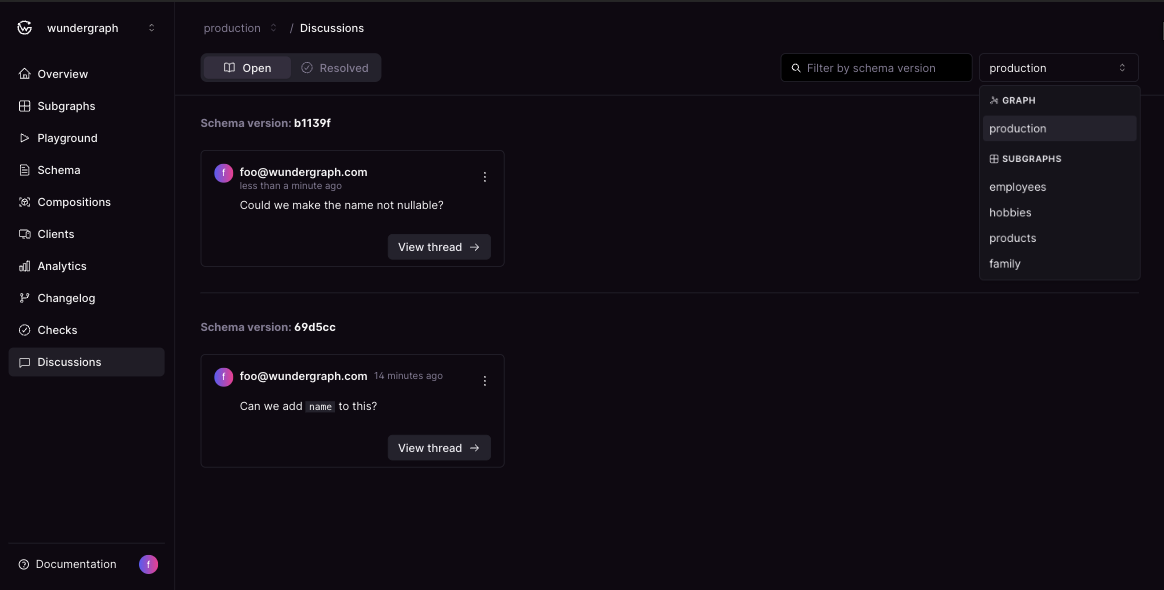 wundergraph
Overview
Subgraphs
Playground
Schema
Compositions
Clients
Analytics
Changelog
Checks
Discussions
Documentation
f
production / Discussions
Open
Resolved
Filter by schema version
production
GRAPH
production
SUBGRAPHS
employees
hobbies
products
family
Schema version: b1139f
f
foo@wundergraph.com
less than a minute ago
Could we make the name not nullable?
View thread →
Schema version: 69d5cc
f
foo@wundergraph.com 14 minutes ago
Can we add name to this?
View thread →